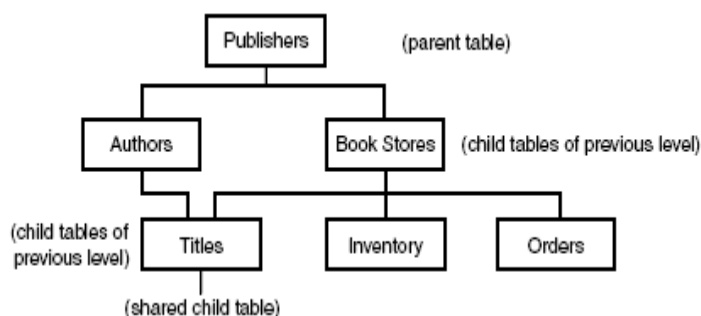 Publishers
(parent table)
Authors
Book Stores
(child tables of previous level)
(child tables of
previous level)
Titles
Inventory
Orders
(shared child table)